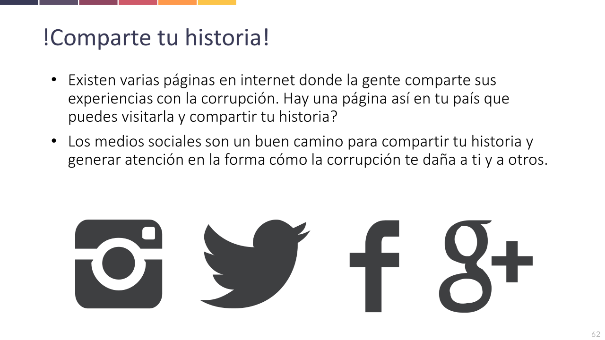 !Comparte tu historia!
• Existen varias páginas en internet donde la gente comparte sus
experiencias con la corrupción. Hay una página así en tu país que
puedes visitarla y compartir tu historia?
• Los medios sociales son un buen camino para compartir tu historia y
generar atención en la forma cómo la corrupción te daña a ti y a otros.
g+
62